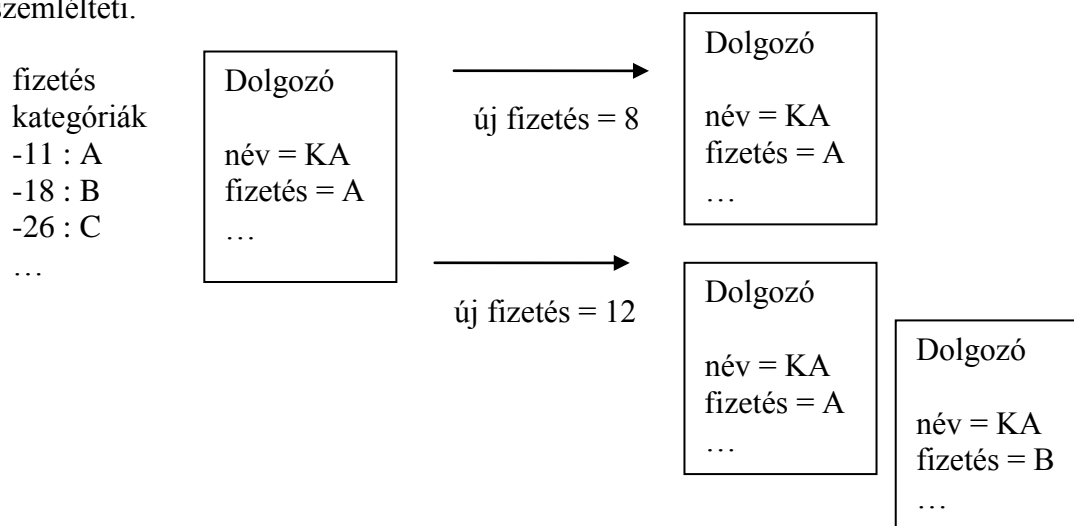 szemlélteti.
fizetés
kategóriák
-11 : A
-18 : B
-26 : C
…
Dolgozó
név = KA
fizetés = A
…
új fizetés = 8
Dolgozó
név = KA
fizetés = A
…
új fizetés = 12
Dolgozó
név = KA
fizetés = A
…
Dolgozó
név = KA
fizetés = B
…